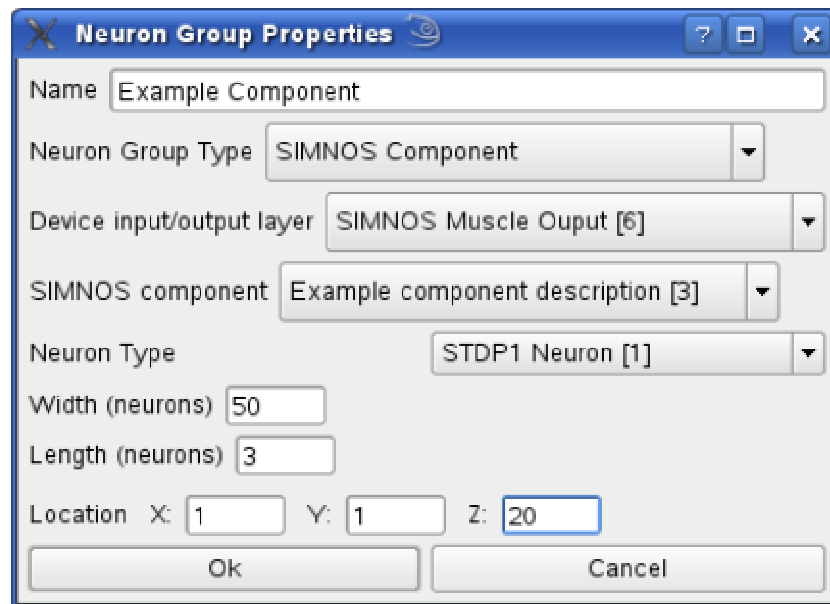 Neuron Group Properties
?
Name Example Component
Neuron Group Type SIMNOS Component
Device input/output layer SIMNOS Muscle Ouput [6]
SIMNOS component Example component description [3]
Neuron Type STDP1 Neuron [1]
Width (neurons) 50
Length (neurons) 3
Location X: 1 Y: 1 Z: 20
Ok Cancel